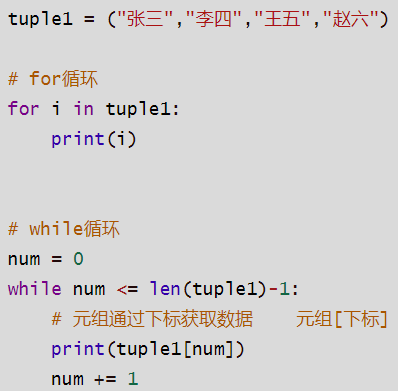 tuple1 = ("张三","李四","王五","赵六")
# for循环
for i in tuple1:
    print(i)
# while循环
num = 0
while num <= len(tuple1)-1:
    # 元组通过下标获取数据    元组[下标]
    print(tuple1[num])
    num += 1